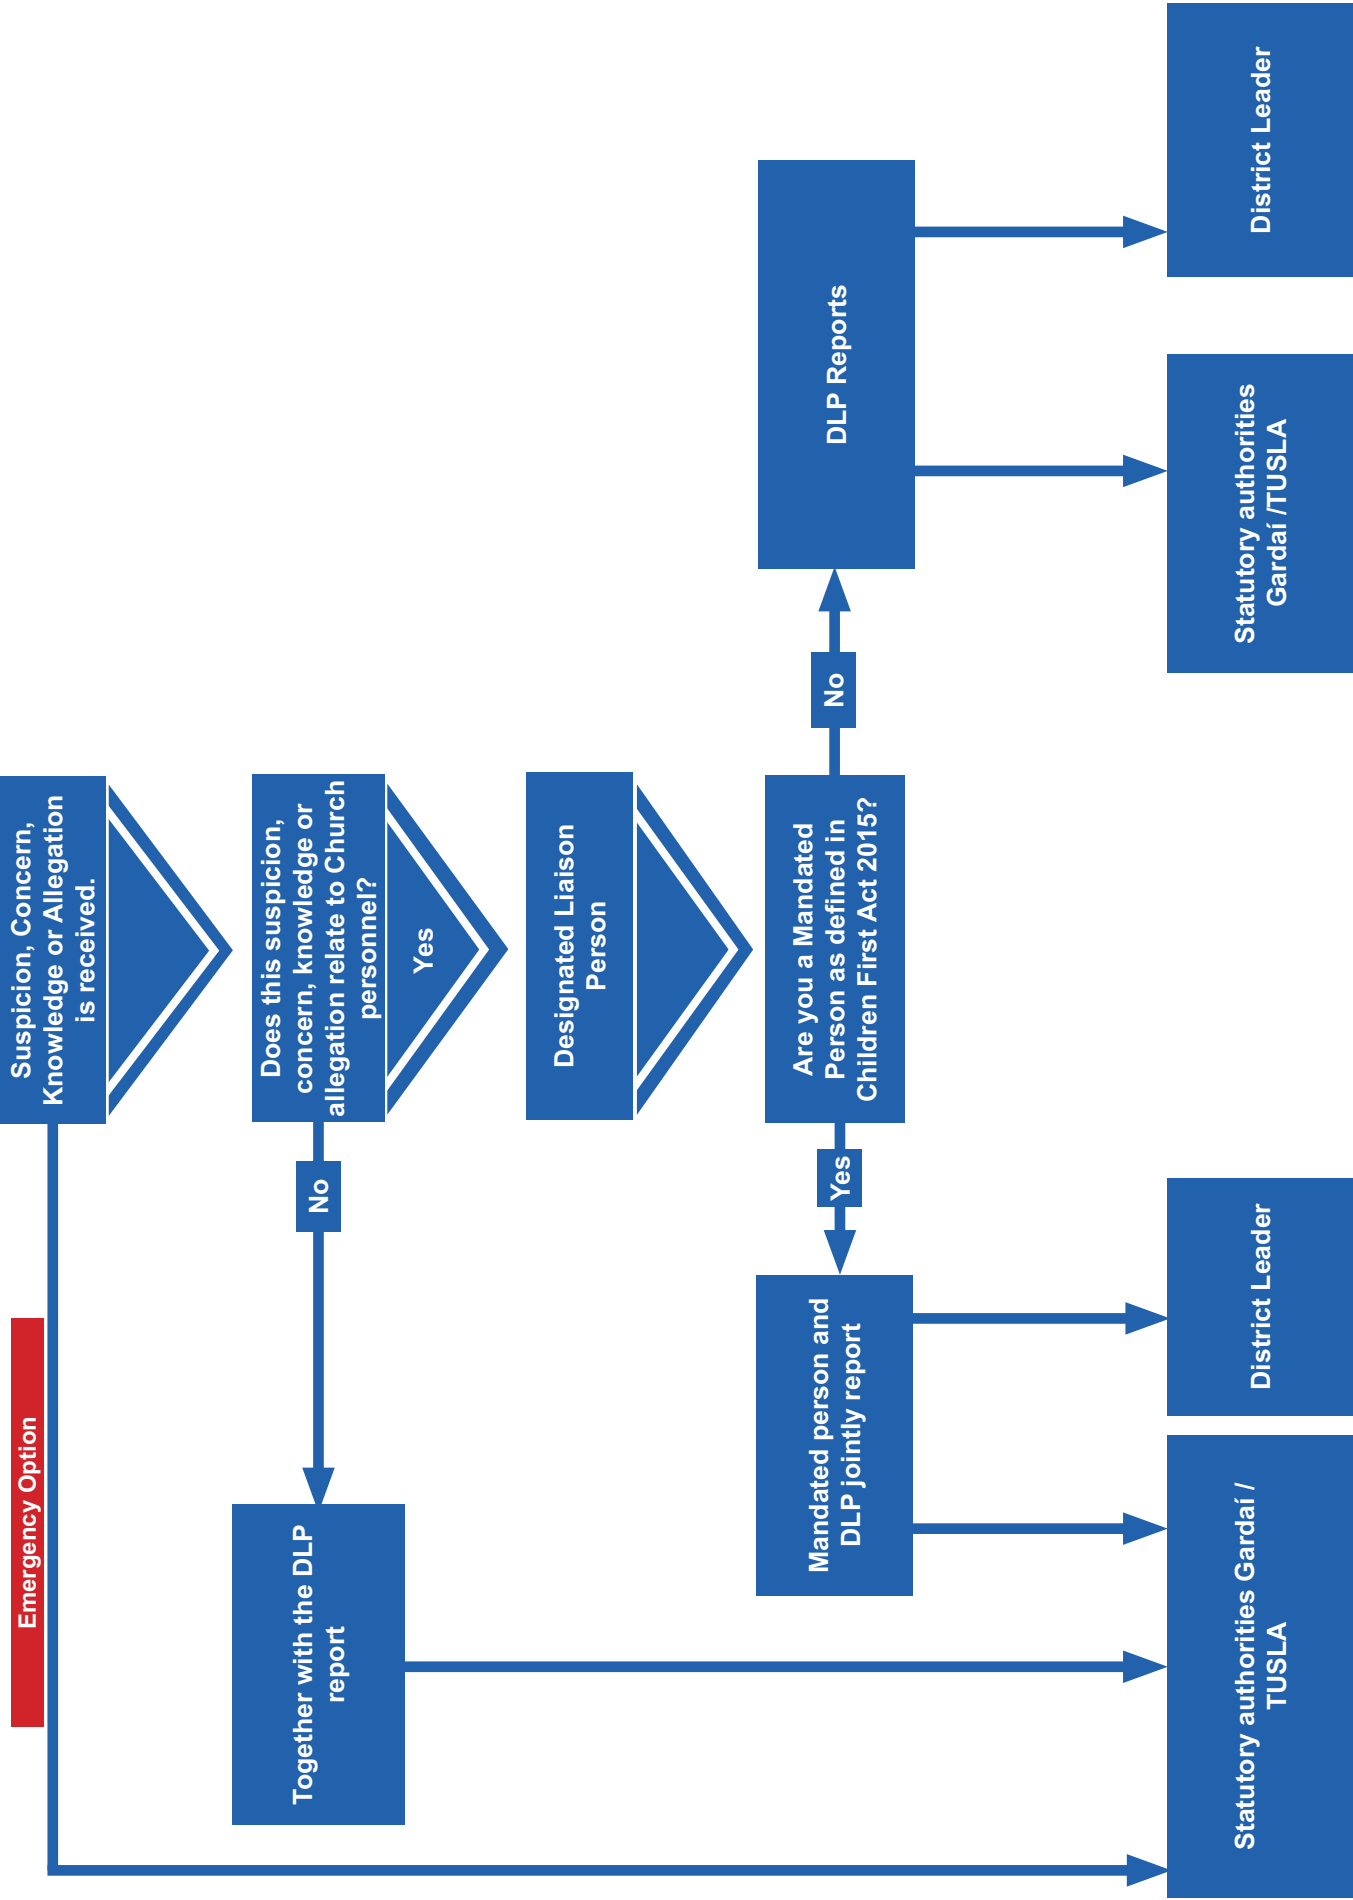 Emergency Option
Suspicion, Concern,
Knowledge or Allegation
is received.
Does this suspicion,
concern, knowledge or
allegation relate to Church
personnel?
No
Yes
Together with the DLP
report
Designated Liaison
Person
Are you a Mandated
Person as defined in
Children First Act 2015?
Yes
No
Mandated person and
DLP jointly report
DLP Reports
Statutory authorities Gardaí /
TUSLA
District Leader
Statutory authorities
Gardaí /TUSLA
District Leader